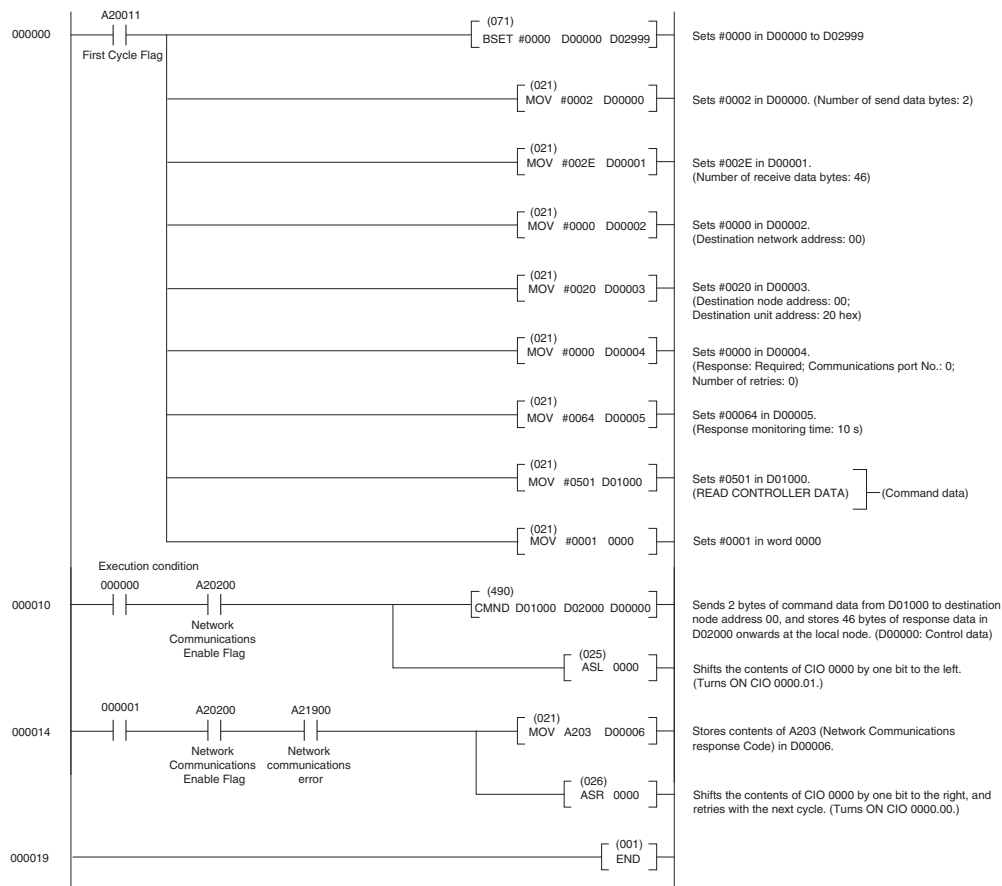 A20011
000000
First Cycle Flag
(071)
BSET #0000 D00000 D02999
Sets #0000 in D00000 to D02999
(021)
MOV #0002 D00000
Sets #0002 in D00000. (Number of send data bytes: 2)
(021)
MOV #002E D00001
Sets #002E in D00001.
(Number of receive data bytes: 46)
(021)
MOV #0000 D00002
Sets #0000 in D00002.
(Destination network address: 00)
(021)
MOV #0020 D00003
Sets #0020 in D00003.
(Destination node address: 00;
Destination unit address: 20 hex)
(021)
MOV #0000 D00004
Sets #0000 in D00004.
(Response: Required; Communications port No.: 0;
Number of retries: 0)
(021)
MOV #0064 D00005
Sets #00064 in D00005.
(Response monitoring time: 10 s)
(021)
MOV #0501 D01000
Sets #0501 in D01000.
(READ CONTROLLER DATA)
(Command data)
(021)
MOV #0001 0000
Sets #0001 in word 0000
Execution condition
000000 A20200
000010
Network
Communications
Enable Flag
(490)
CMND D01000 D02000 D00000
Sends 2 bytes of command data from D01000 to destination
node address 00, and stores 46 bytes of response data in
D02000 onwards at the local node. (D00000: Control data)
(025)
ASL 0000
Shifts the contents of CIO 0000 by one bit to the left.
(Turns ON CIO 0000.01.)
000001 A20200 A21900
000014
Network
Communications
Enable Flag
Network
communications
error
(021)
MOV A203 D00006
Stores contents of A203 (Network Communications
response Code) in D00006.
(026)
ASR 0000
Shifts the contents of CIO 0000 by one bit to the right, and
retries with the next cycle. (Turns ON CIO 0000.00.)
000019
(001)
END